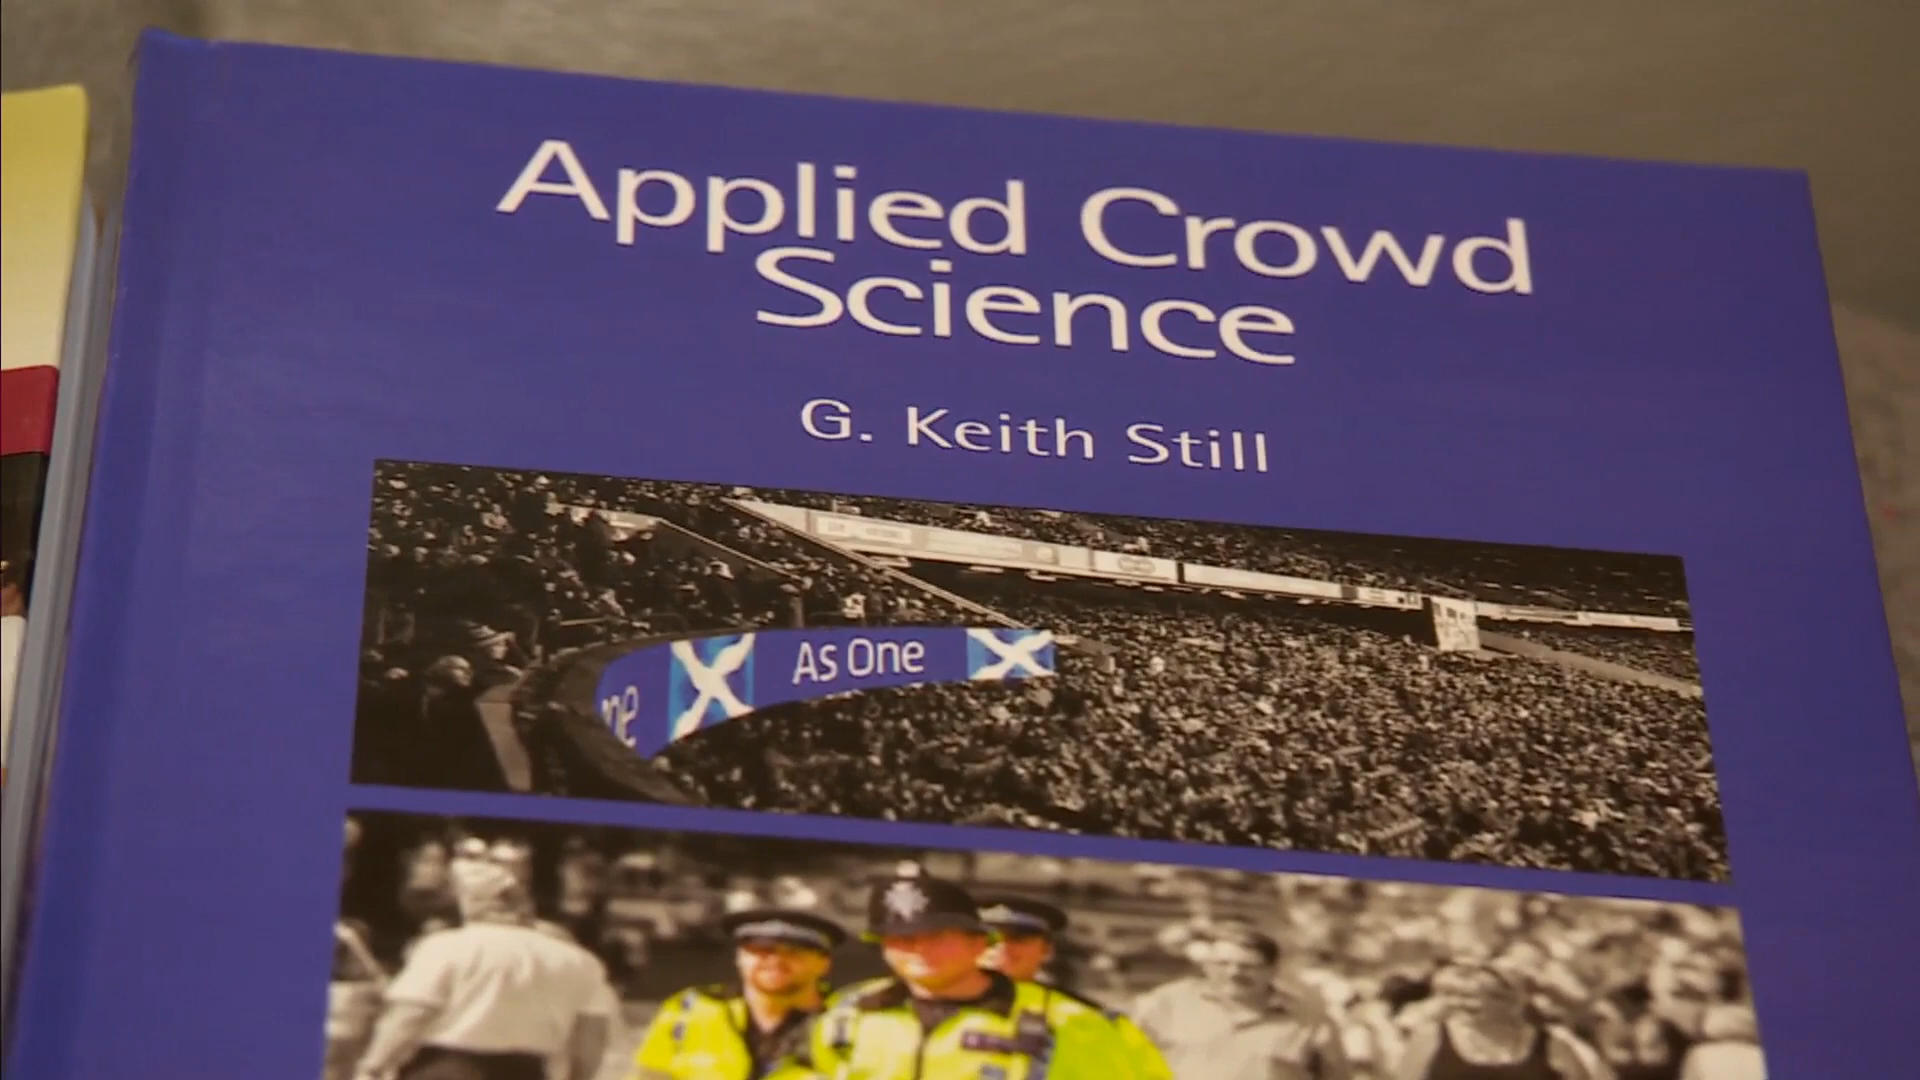 Applied Crowd
Science
G. Keith Still
ne
As One